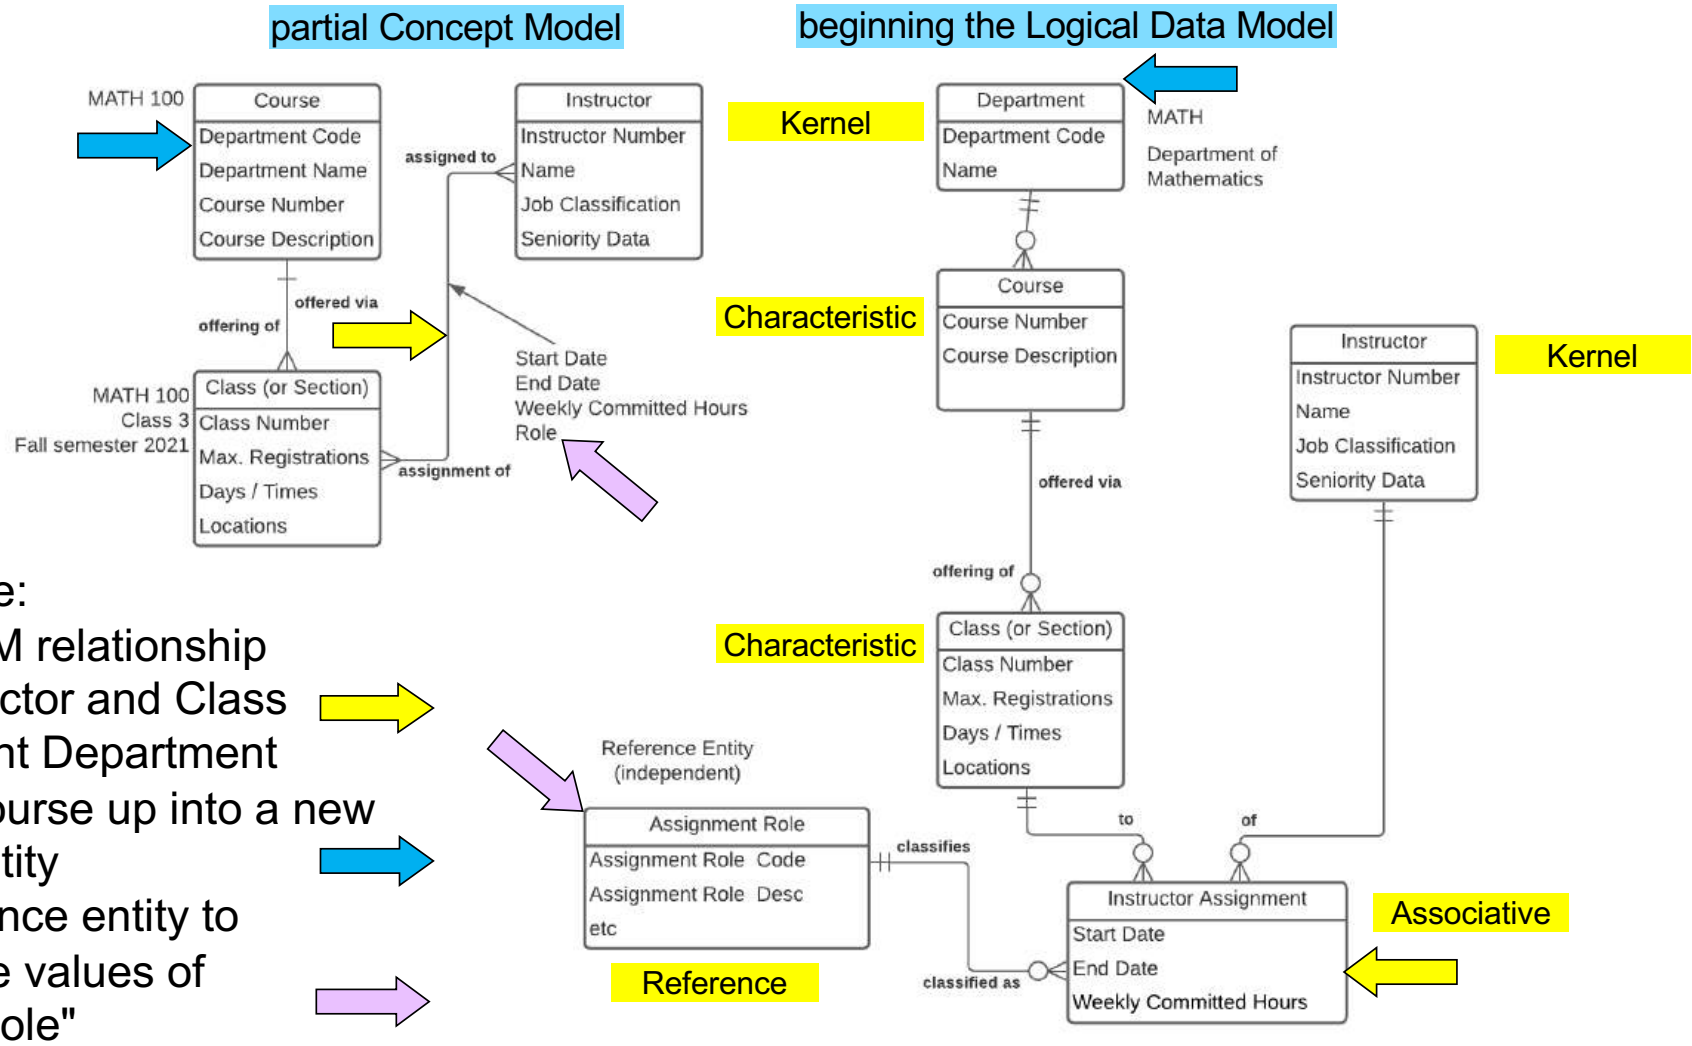 partial Concept Model
beginning the Logical Data Model
MATH 100
Course
Department Code
Department Name
Course Number
Course Description
Instructor
Instructor Number
Name
Job Classification
Seniority Data
assigned to
offered via
offering of
Start Date
End Date
Weekly Committed Hours
Role
MATH 100
Class 3
Fall semester 2021
Class (or Section)
Class Number
Max. Registrations
Days / Times
Locations
assignment of
Kernel
Department
Department Code
Name
MATH
Department of
Mathematics
Characteristic
Course
Course Number
Course Description
Instructor
Instructor Number
Name
Job Classification
Seniority Data
Kernel
offered via
offering of
Characteristic
Class (or Section)
Class Number
Max. Registrations
Days / Times
Locations
e:
M relationship
ctor and Class
nt Department
ourse up into a new
tity
nce entity to
e values of
ole"
Reference Entity
(independent)
Assignment Role
Assignment Role Code
Assignment Role Desc
etc
Reference
classifies
classified as
to
of
Instructor Assignment
Start Date
End Date
Weekly Committed Hours
Associative